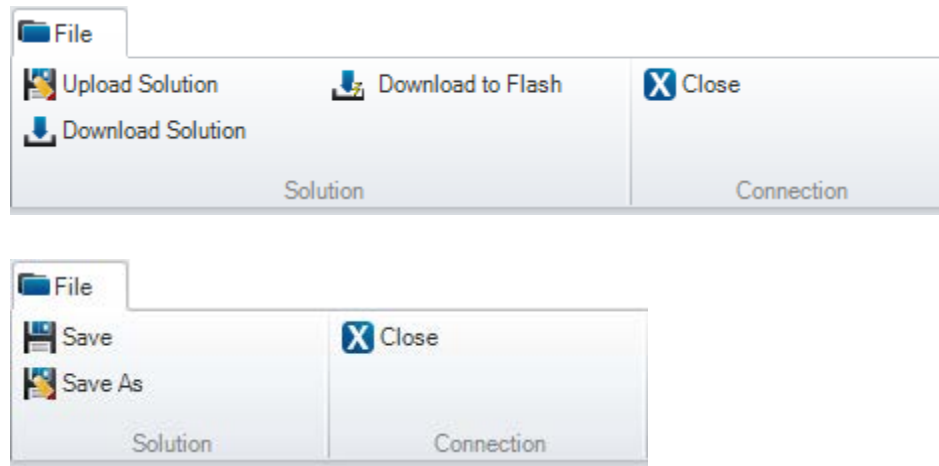 File
Upload Solution Download to Flash Close
Download Solution
Solution Connection
File
Save Close
Save As
Solution Connection